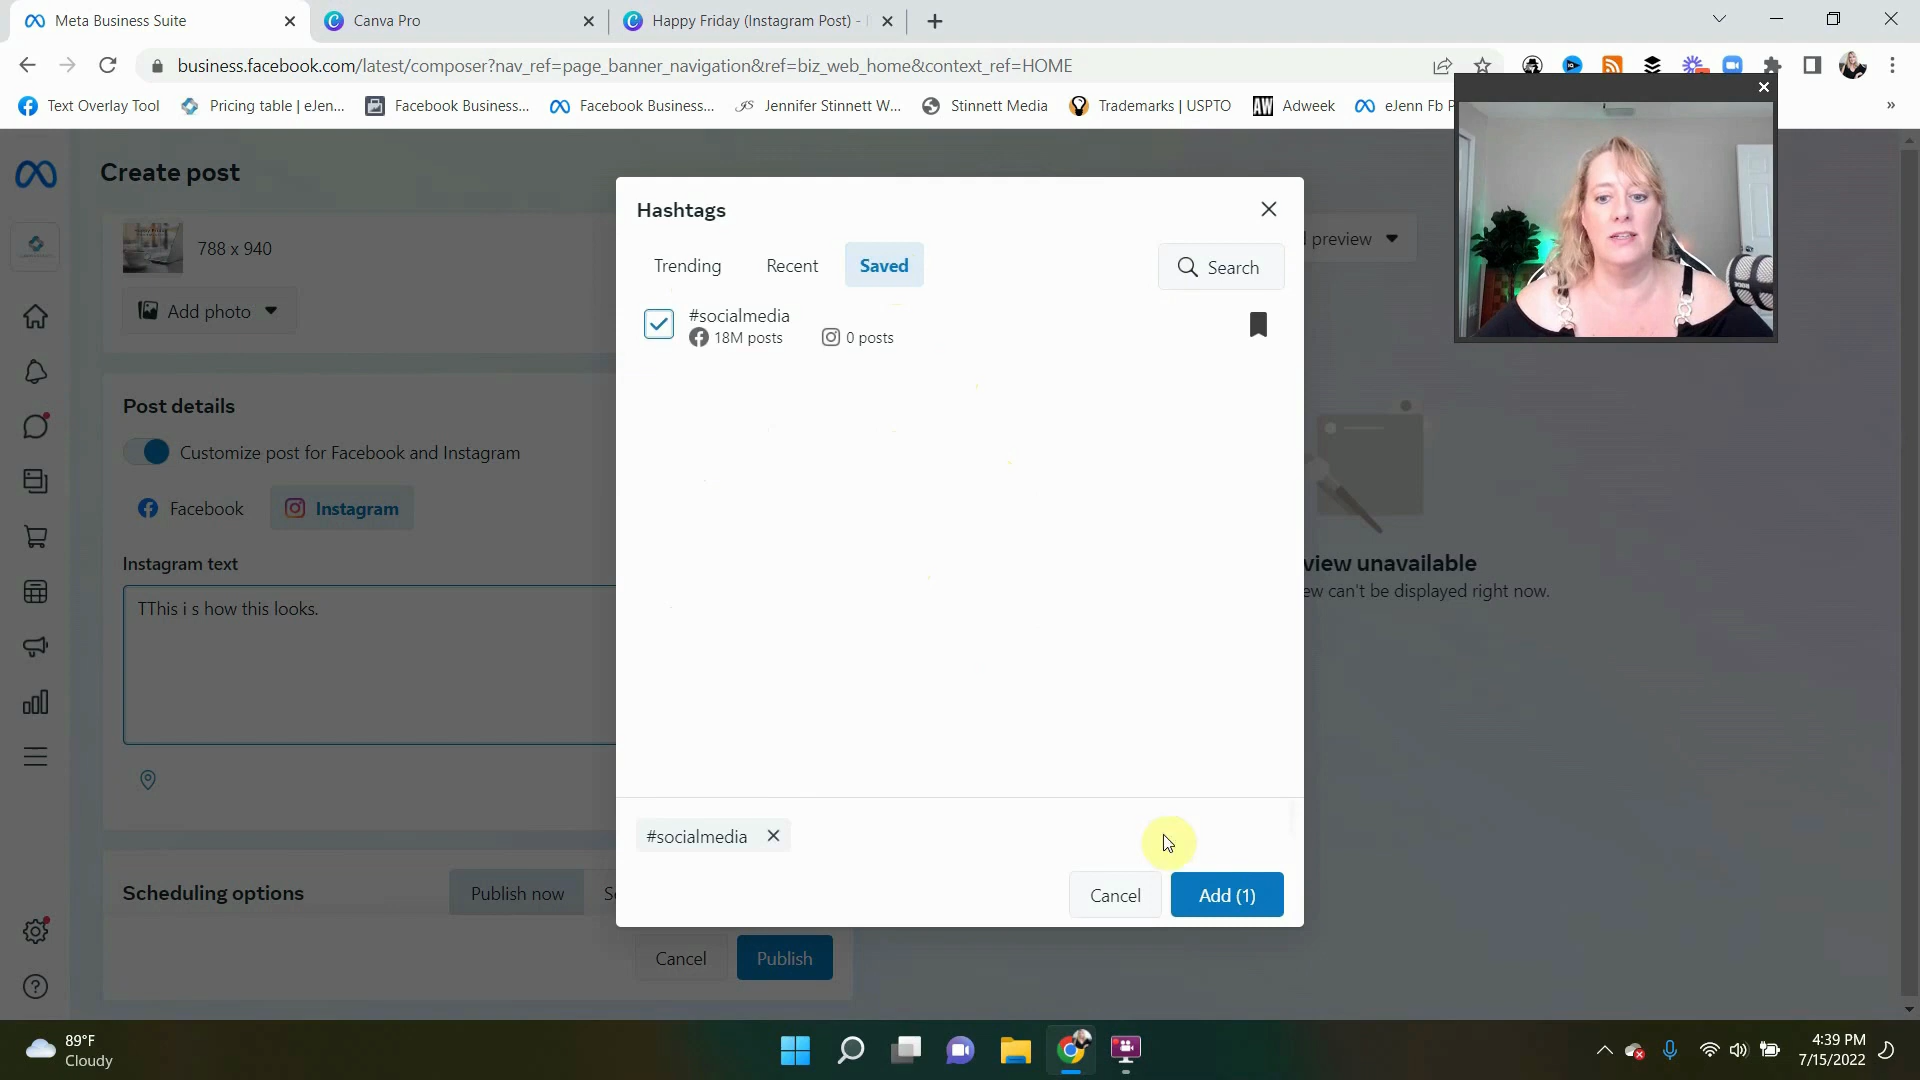 Meta Business Suite
Canva Pro
Happy Friday (Instagram Post) -
business.facebook.com/latest/composer?nav_ref=page_banner_navigation&ref=biz_web_home&context_ref=HOME
Text Overlay Tool
Pricing table | eJen...
Facebook Business...
Facebook Business...
Jennifer Stinnett W...
Stinnett Media
Trademarks | USPTO
AW Adweek
eJenn Fb P
»
Create post
788 x 940
Add photo
Post details
Customize post for Facebook and Instagram
Facebook
Instagram
Instagram text
TThis i s how this looks.
Scheduling options
Publish now
Cancel
Publish
Hashtags
Trending
Recent
Saved
Search
#socialmedia
18M posts
0 posts
#socialmedia
Cancel
Add (1)
preview
view unavailable
ew can't be displayed right now.
89°F
Cloudy
4:39 PM
7/15/2022